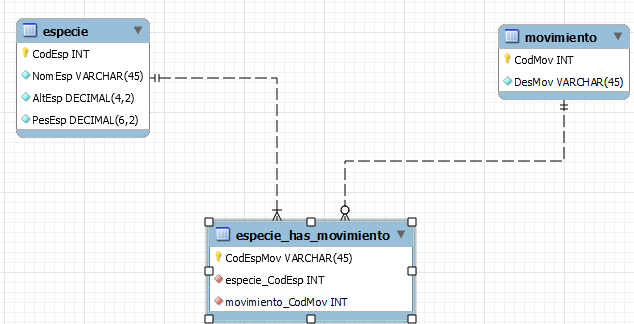 especie
CodEsp INT
NomEsp VARCHAR(45)
AltEsp DECIMAL(4,2)
PesEsp DECIMAL(6,2)
movimiento
CodMov INT
DesMov VARCHAR(45)
especie_has_movimiento
CodEspMov VARCHAR(45)
especie_CodEsp INT
movimiento_CodMov INT